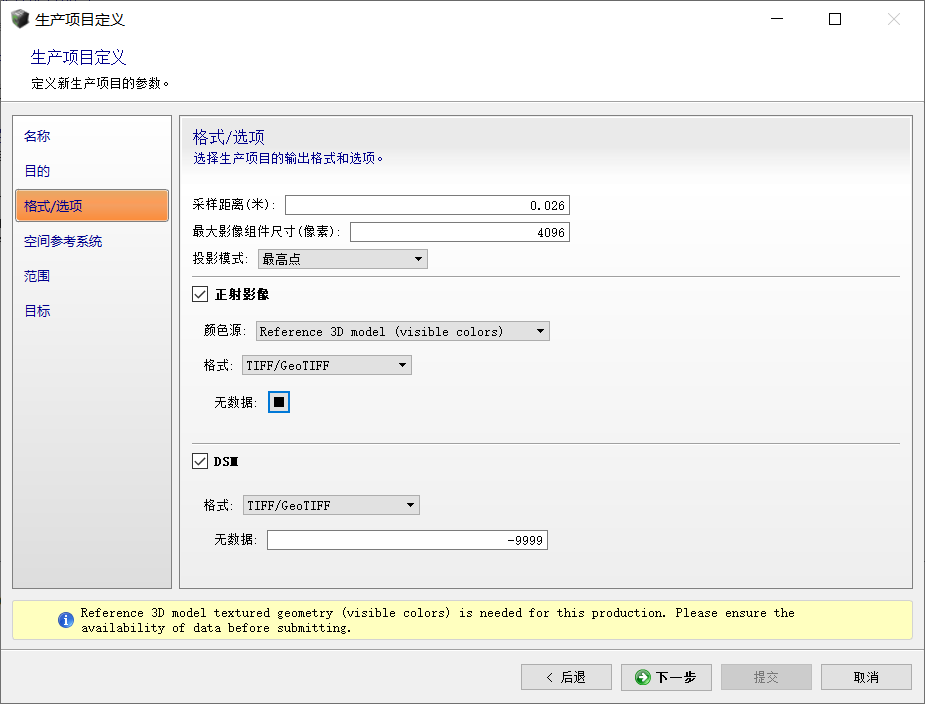 生产项目定义
生产项目定义
定义新生产项目的参数。
名称
目的
格式/选项
空间参考系统
范围
目标
格式/选项
选择生产项目的输出格式和选项。
采样距离(米): 0.026
最大影像组件尺寸(像素): 4096
投影模式: 最高点
正射影像
颜色源: Reference 3D model (visible colors)
格式: TIFF/GeoTIFF
无数据:
DSM
格式: TIFF/GeoTIFF
无数据: -9999
Reference 3D model textured geometry (visible colors) is needed for this production. Please ensure the
availability of data before submitting.
< 后退 下一步 提交 取消